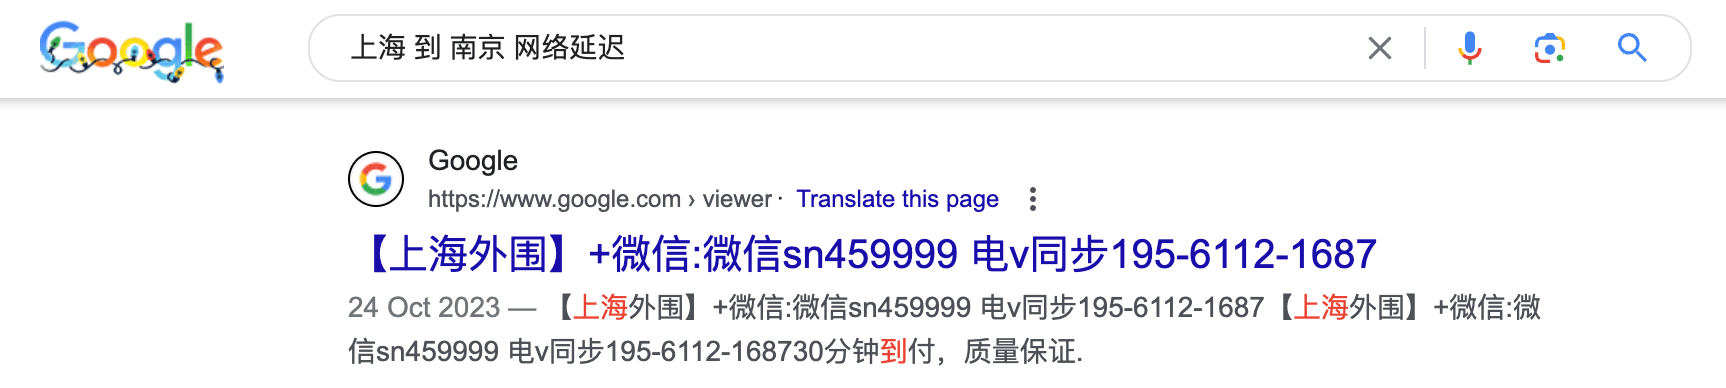 Google
上海 到 南京 网络延迟
Google
https://www.google.com › viewer · Translate this page
【上海外围】+微信:微信sn459999 电v同步195-6112-1687
24 Oct 2023 — 【上海外围】+微信:微信sn459999 电v同步195-6112-1687【上海外围】+微信:微
信sn459999 电v同步195-6112-168730分钟到付，质量保证.